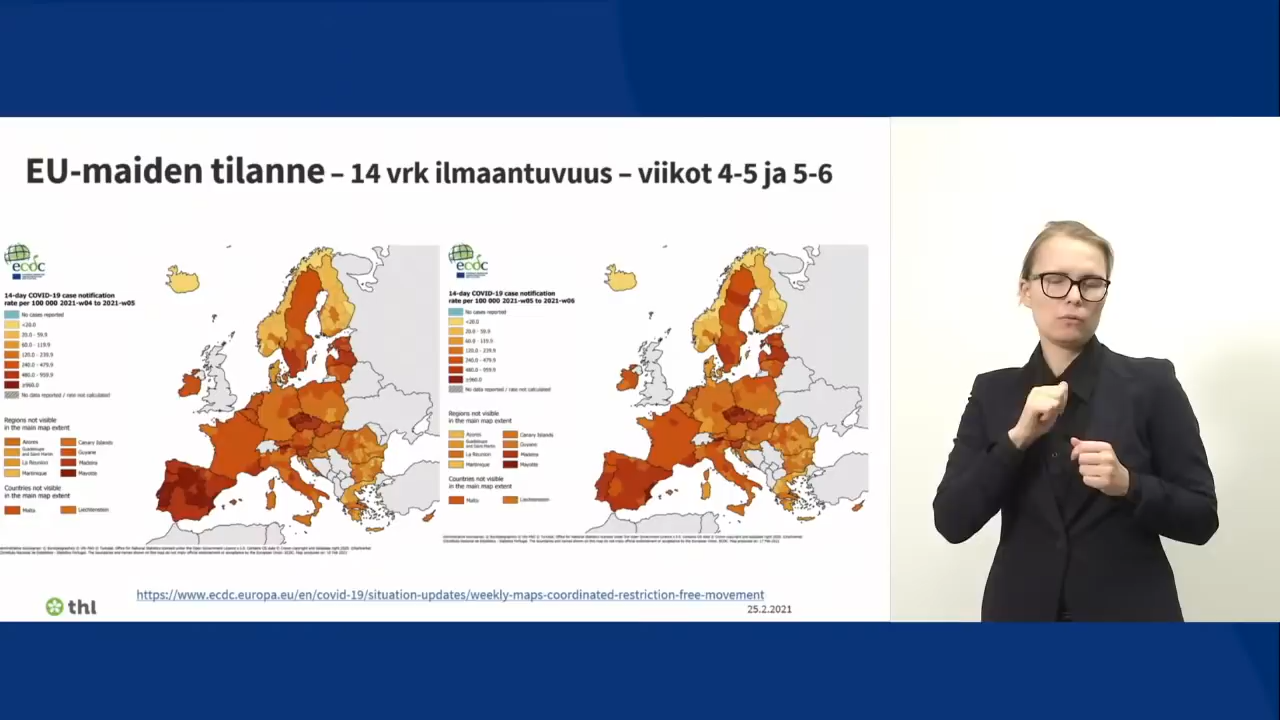 EU-maiden tilanne – 14 vrk ilmaantuvuus – viikot 4-5 ja 5-6
ecdc
14-day COVID-19 case notification
rate per 100 000 2021-w04 to 2021-w05
No cases reported
<20.0
20.0 - 59.9
60.0 - 119.9
120.0 - 239.9
240.0 - 479.9
480.0 - 959.9
≥960.0
No data reported / rate not calculated
Regions not visible
in the main map extent
Azores
Canary Islands
Guadeloupe
and Saint Martin
Guyane
La Reunion
Madeira
Martinique
Mayotte
Countries not visible
in the main map extent
Malta
Liechtenstein
ecdc
14-day COVID-19 case notification
rate per 100 000 2021-w05 to 2021-w06
No cases reported
<20.0
20.0 - 59.9
60.0 - 119.9
120.0 - 239.9
240.0 - 479.9
480.0 - 959.9
≥960.0
No data reported / rate not calculated
Regions not visible
in the main map extent
Azores
Canary Islands
Guadeloupe
and Saint Martin
Guyane
La Reunion
Madeira
Martinique
Mayotte
Countries not visible
in the main map extent
Malta
Liechtenstein
thl
https://www.ecdc.europa.eu/en/covid-19/situation-updates/weekly-maps-coordinated-restriction-free-movement
25.2.2021